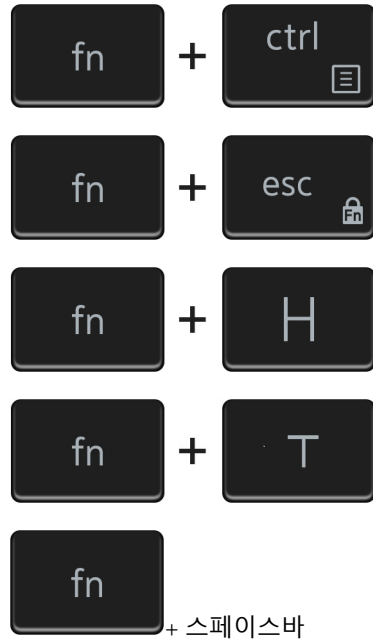 fn + ctrl
fn + esc Fn
fn + H
fn + T
fn + 스페이스바